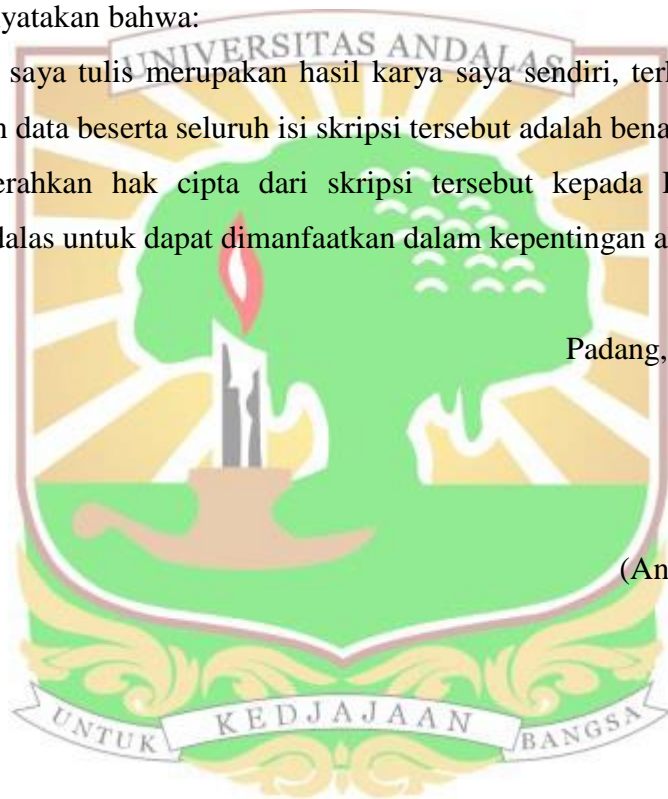 yatakan bahwa:
UNIVERSITAS ANDALAS
saya tulis merupakan hasil karya saya sendiri, ter
data beserta seluruh isi skripsi tersebut adalah bena
erahkan hak cipta dari skripsi tersebut kepada
dalas untuk dapat dimanfaatkan dalam kepentingan a
Padang,
(An
UNTUK KEDJAJAAN BANGSA